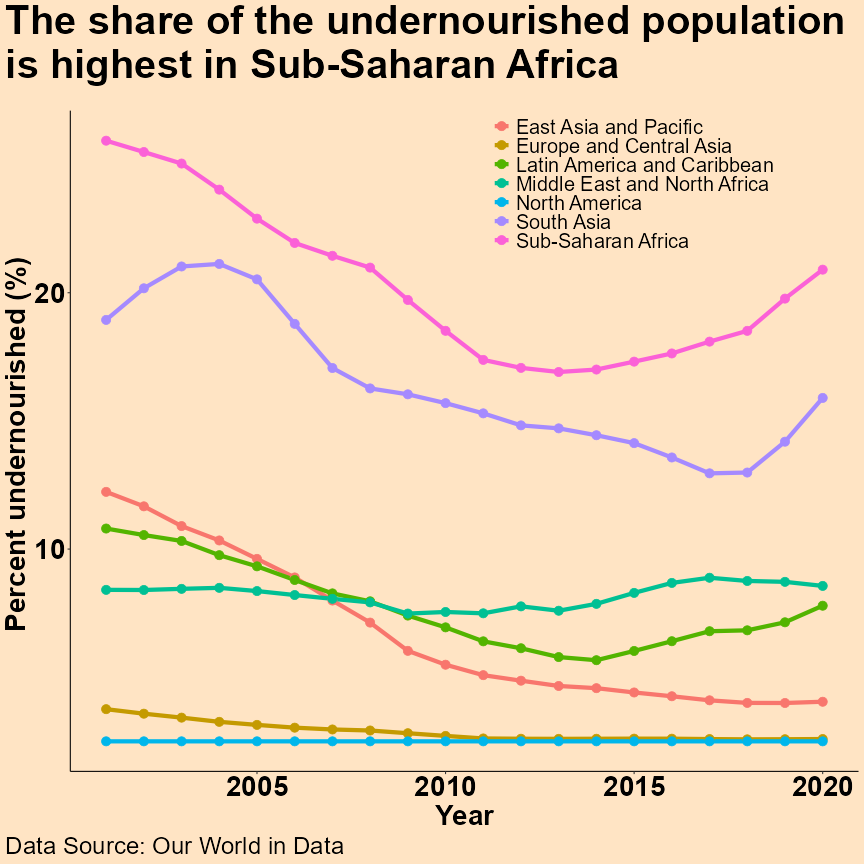 The share of the undernourished population
is highest in Sub-Saharan Africa
East Asia and Pacific
Europe and Central Asia
Latin America and Caribbean
Middle East and North Africa
North America
South Asia
Sub-Saharan Africa
Percent undernourished (%)
20
10
2005
2010
2015
2020
Year
Data Source: Our World in Data